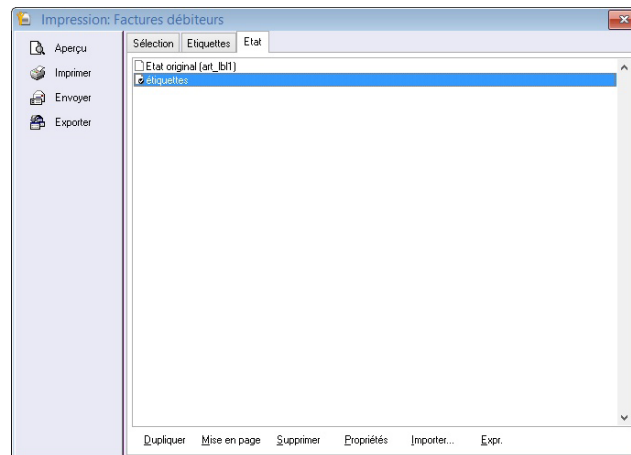 Impression: Factures débiteurs
Aperçu
Imprimer
Envoyer
Exporter
Sélection Etiquettes Etat
Etat original (art_lbl1)
étiquettes
Dupliquer Mise en page Supprimer Propriétés Importer... Expr.